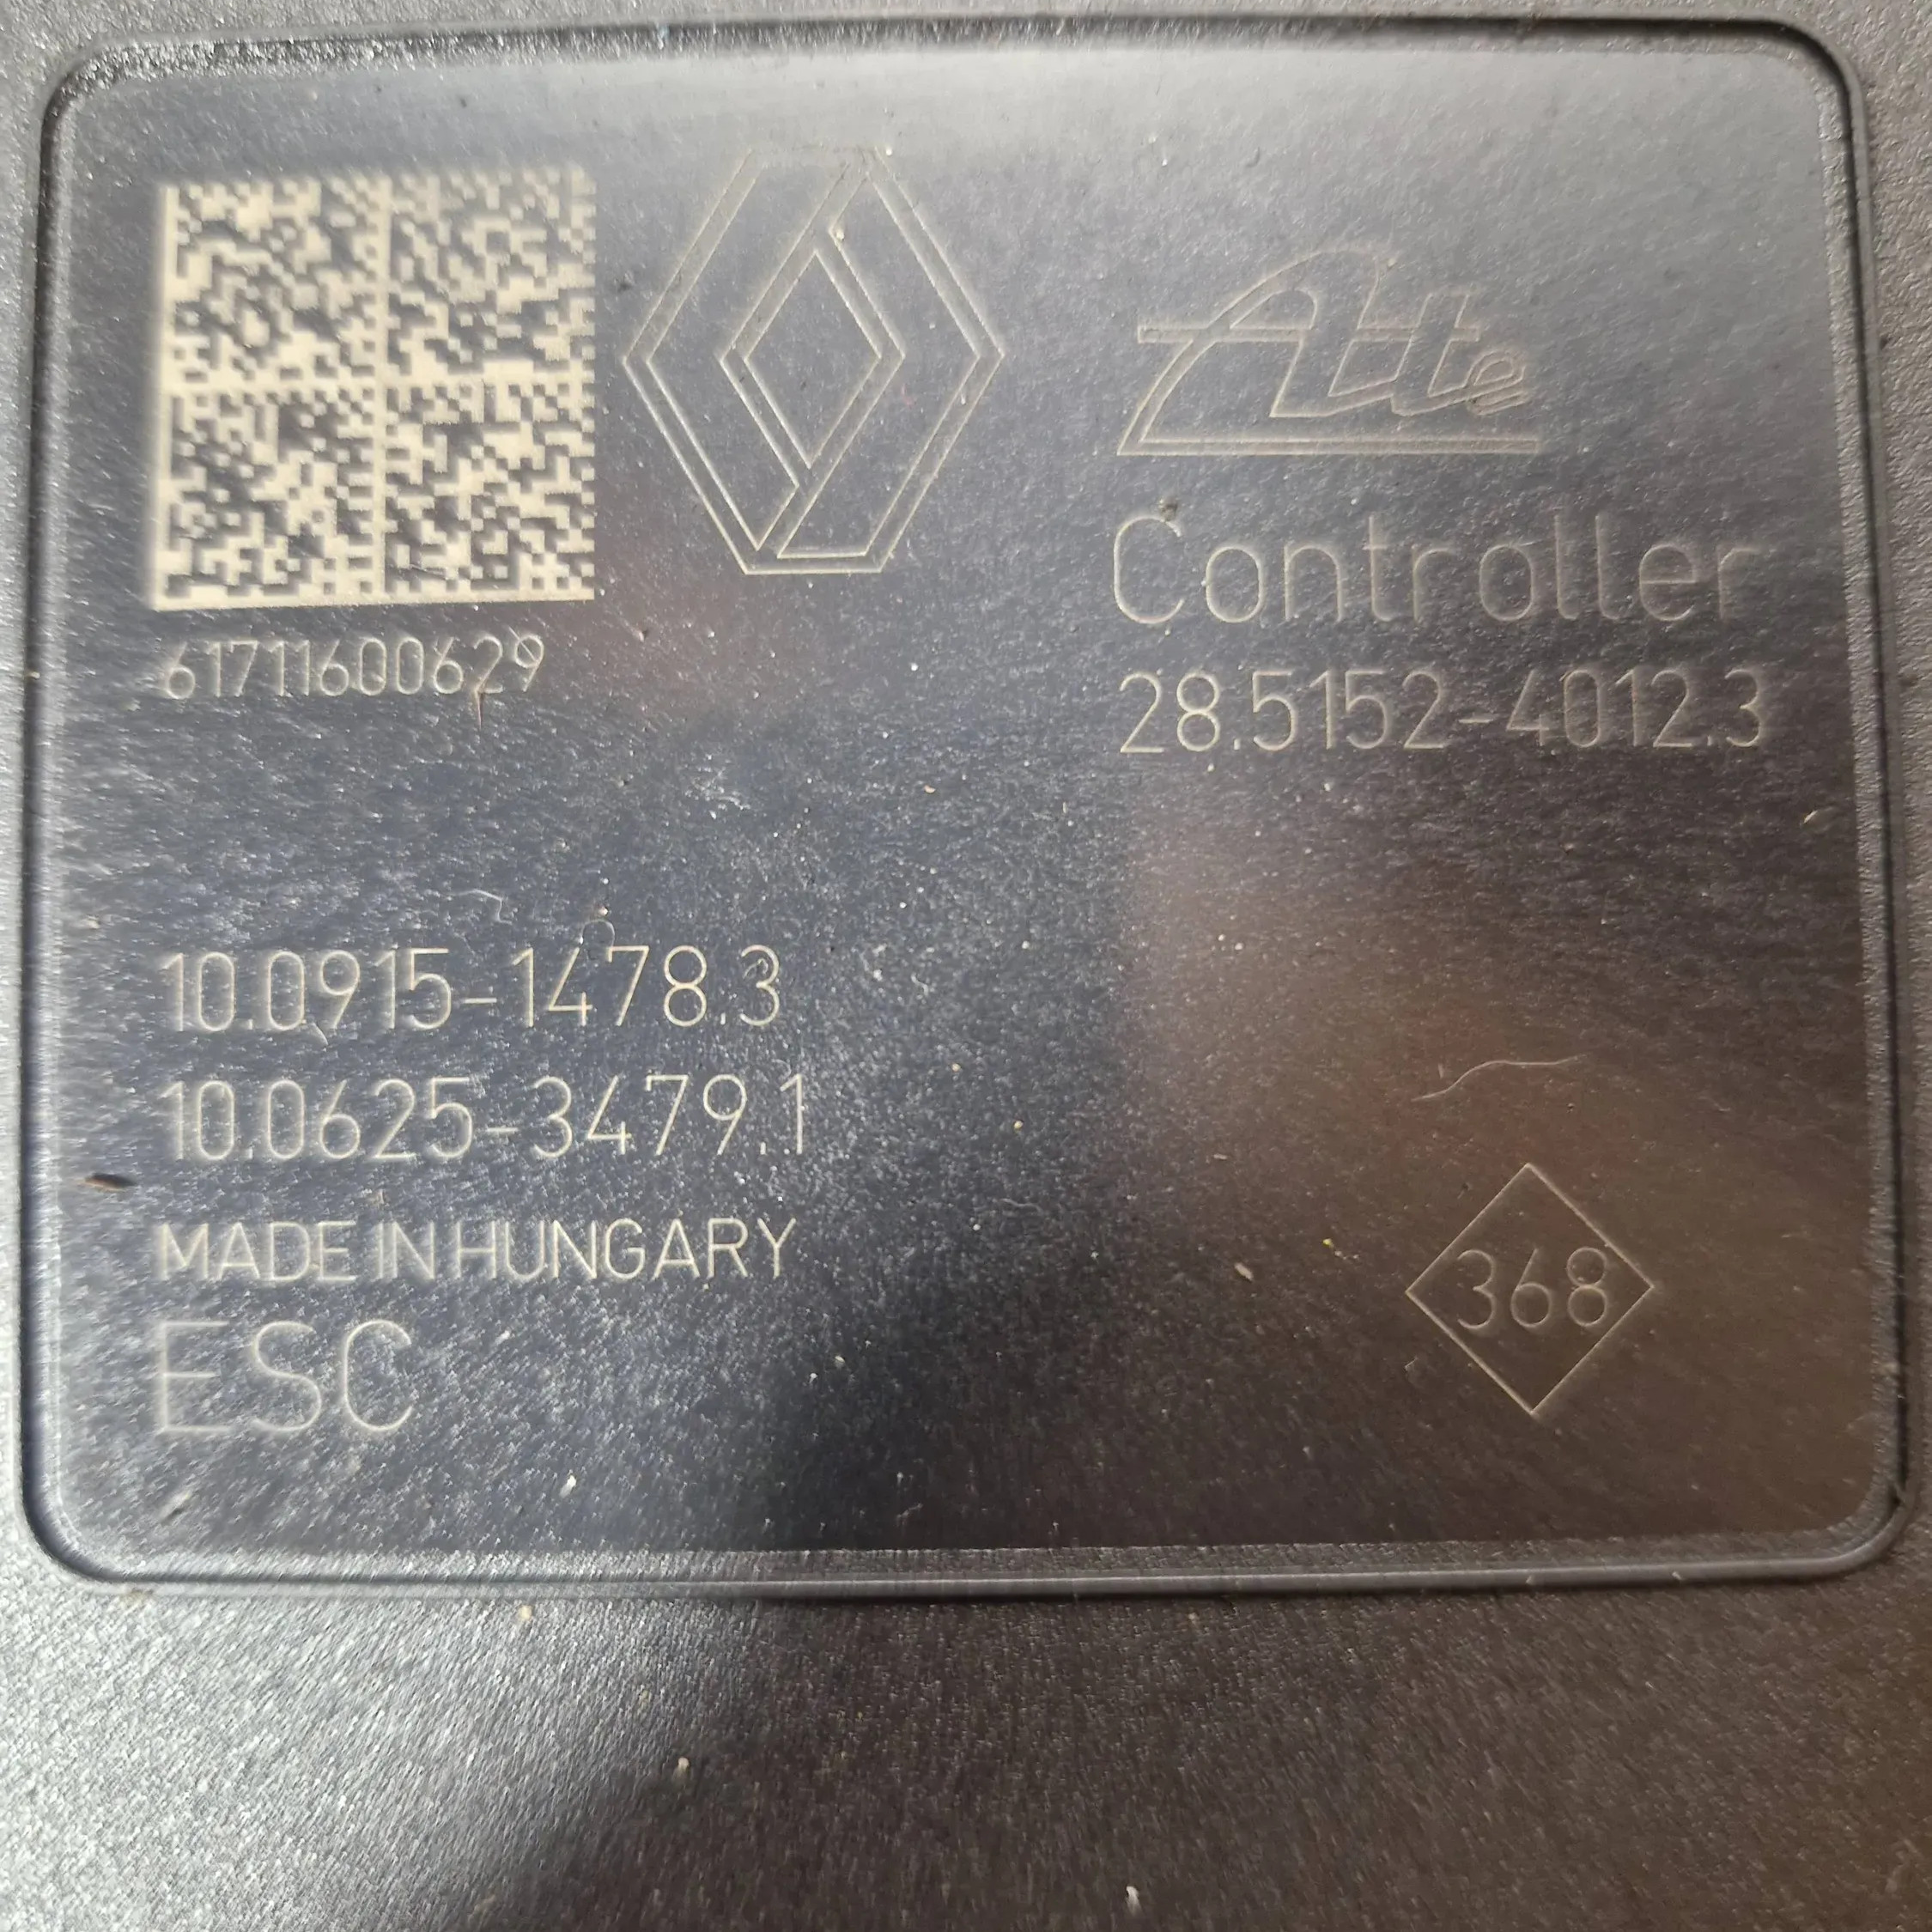 Ate
Controller
61711600629
28.5152-4012.3
10.0915-1478.3
10.0625-3479.1
MADE IN HUNGARY
368
ESC